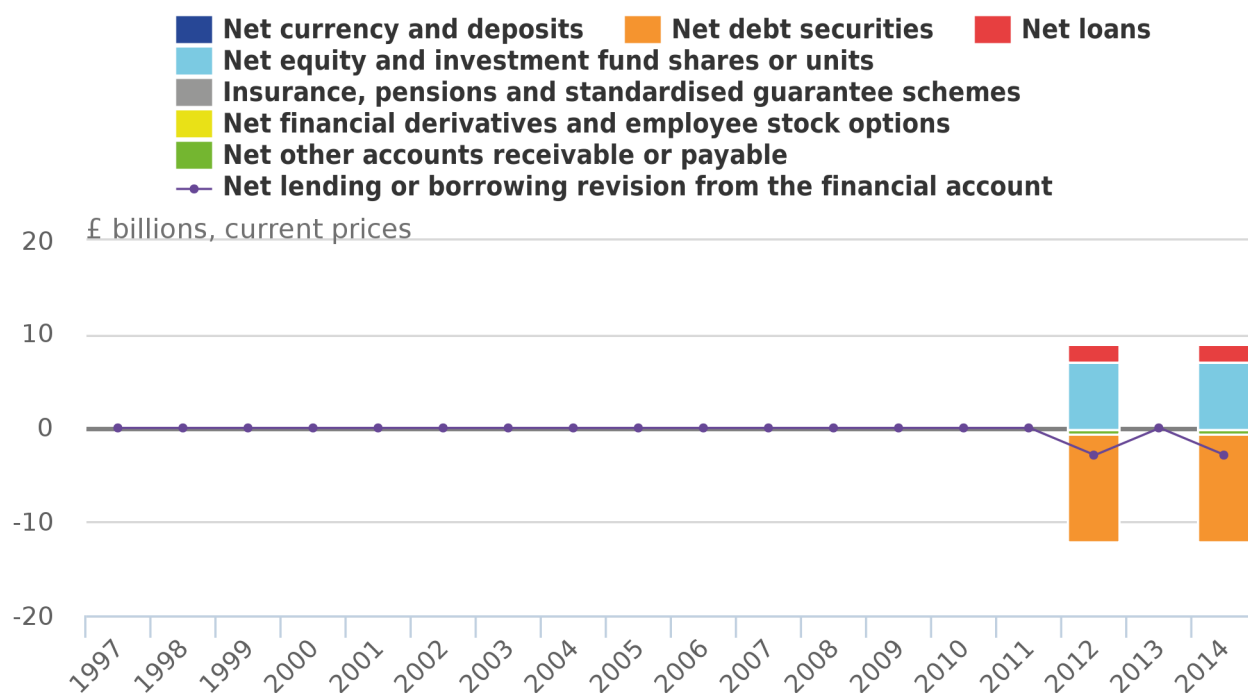 Net currency and deposits Net debt securities Net loans
Net equity and investment fund shares or units
Insurance, pensions and standardised guarantee schemes
Net financial derivatives and employee stock options
Net other accounts receivable or payable
Net lending or borrowing revision from the financial account
£ billions, current prices
20
10
0
-10
-20
1997 1998 1999 2000 2001 2002 2003 2004 2005 2006 2007 2008 2009 2010 2011 2012 2013 2014